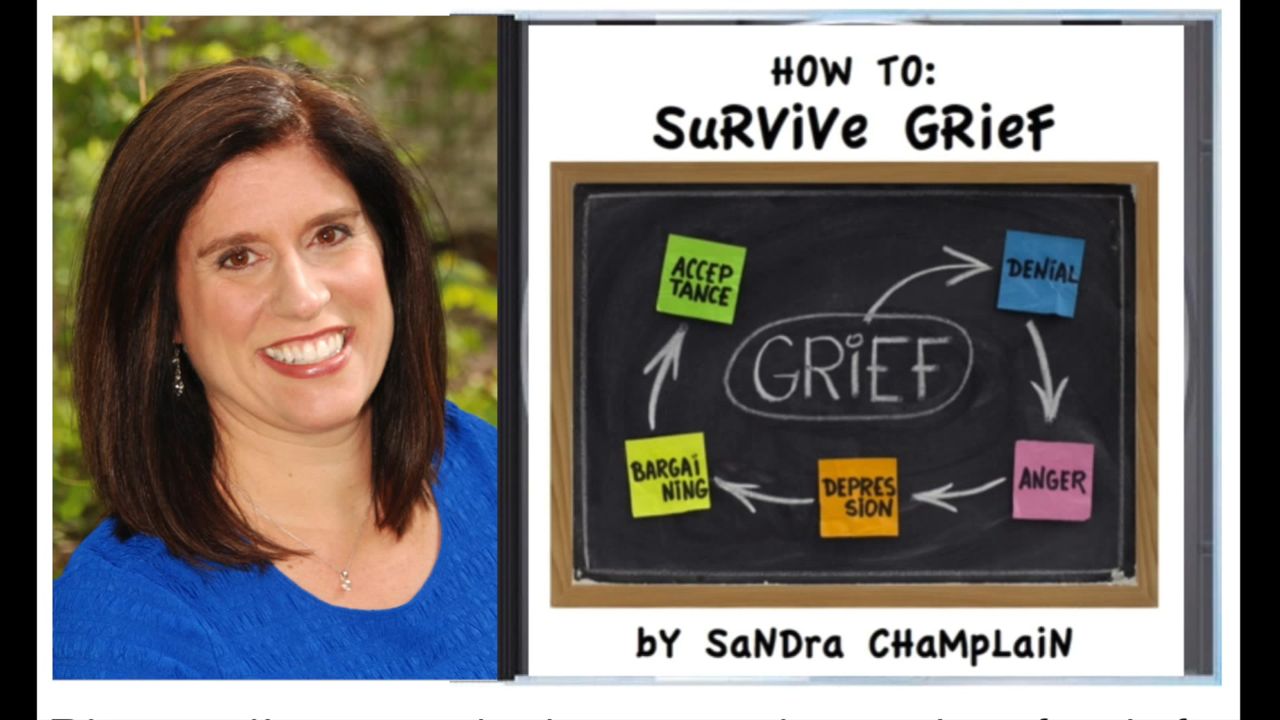 HOW TO:
SuRViVe GRieF
ACCEP
TANCE
DENiAL
GRiEF
BARGAi
NING
DEPRES
SiON
ANGER
bY SaNDra CHaMpLaiN